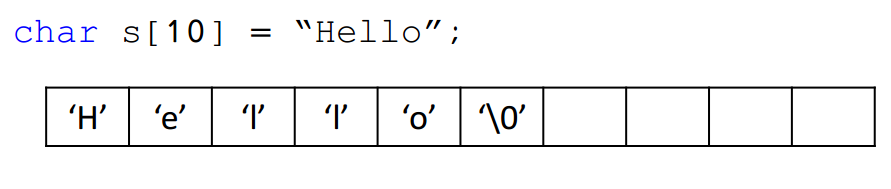 char s[10] = “Hello”;
‘H’ ‘e’ ‘l’ ‘l’ ‘o’ ‘\0’